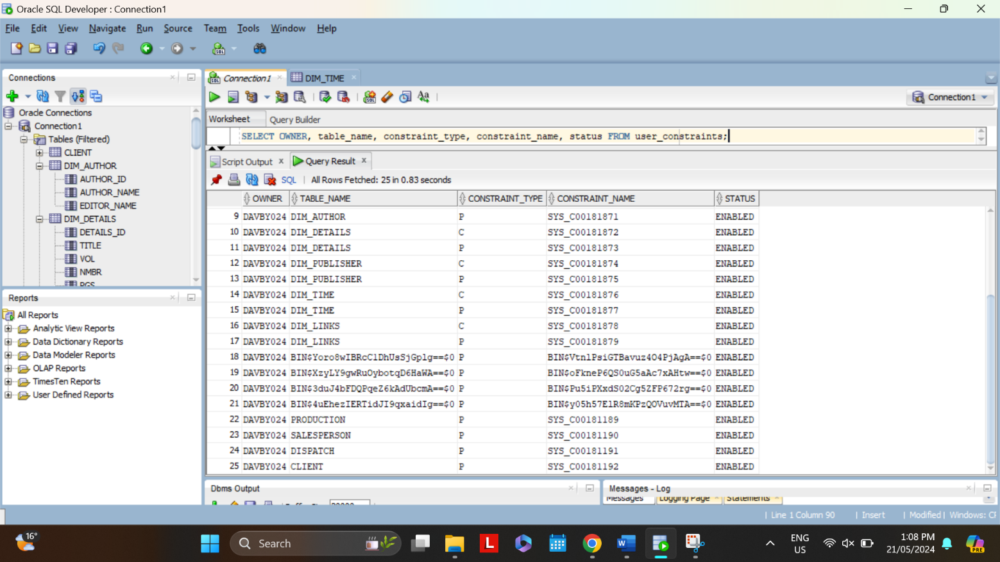 Oracle SQL Developer : Connection1
File Edit View Navigate Run Source Team Tools Window Help
Connections
Oracle Connections
Connection1
Tables (Filtered)
CLIENT
DIM_AUTHOR
AUTHOR_ID
AUTHOR_NAME
EDITOR_NAME
DIM_DETAILS
DETAILS_ID
TITLE
VOL
NMBR
PGS
Reports
All Reports
Analytic View Reports
Data Dictionary Reports
Data Modeler Reports
OLAP Reports
TimesTen Reports
User Defined Reports
Connection1 DIM_TIME
Connection1
Worksheet Query Builder
SELECT OWNER, table_name, constraint_type, constraint_name, status FROM user_constraints;
Script Output Query Result
SQL All Rows Fetched: 25 in 0.83 seconds
OWNER TABLE_NAME CONSTRAINT_TYPE CONSTRAINT_NAME STATUS
9 DAVBY024 DIM_AUTHOR P SYS_C00181871 ENABLED
10 DAVBY024 DIM_DETAILS C SYS_C00181872 ENABLED
11 DAVBY024 DIM_DETAILS P SYS_C00181873 ENABLED
12 DAVBY024 DIM_PUBLISHER C SYS_C00181874 ENABLED
13 DAVBY024 DIM_PUBLISHER P SYS_C00181875 ENABLED
14 DAVBY024 DIM_TIME C SYS_C00181876 ENABLED
15 DAVBY024 DIM_TIME P SYS_C00181877 ENABLED
16 DAVBY024 DIM_LINKS C SYS_C00181878 ENABLED
17 DAVBY024 DIM_LINKS P SYS_C00181879 ENABLED
18 DAVBY024 BIN$Yoro8wIBRcClDhUsSjGplg==$0 P BIN$VtnlPsiGTBavuz4O4PjAgA==$0 ENABLED
19 DAVBY024 BIN$XzyLY9gwRuOybotqD6HaWA==$0 P BIN$oFkneP6QS0uG5aAc7xAHtw==$0 ENABLED
20 DAVBY024 BIN$3duJ4bFDQPqeZ6kAdUbcmA==$0 P BIN$Pu5iPXxdS02Cg5ZFP672rg==$0 ENABLED
21 DAVBY024 BIN$4uEhezIERTidJI9qxaidIg==$0 P BIN$y05h57ElR8mKPzQOVuvMTA==$0 ENABLED
22 DAVBY024 PRODUCTION P SYS_C00181189 ENABLED
23 DAVBY024 SALESPERSON P SYS_C00181190 ENABLED
24 DAVBY024 DISPATCH P SYS_C00181191 ENABLED
25 DAVBY024 CLIENT P SYS_C00181192 ENABLED
Dbms Output
Messages - Log
Messages Logging Page Statements
Line 1 Column 90 Insert Modified Windows: CF
16°
Search
ENG
US
1:08 PM
21/05/2024
PRE